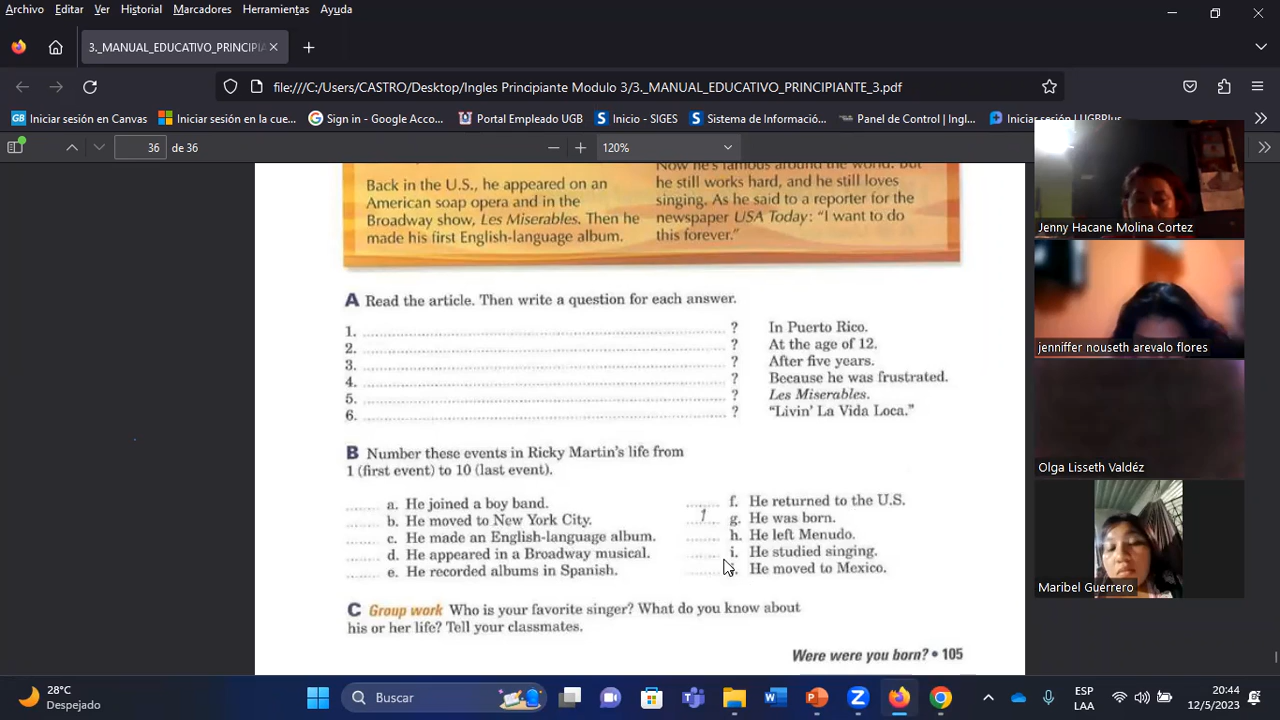 Archivo Editar Ver Historial Marcadores Herramientas Ayuda
3._MANUAL_EDUCATIVO_PRINCIPIA
file:///C:/Users/CASTRO/Desktop/Ingles Principiante Modulo 3/3._MANUAL_EDUCATIVO_PRINCIPIANTE_3.pdf
Iniciar sesión en Canvas
Iniciar sesión en la cue...
Sign in - Google Acco...
Portal Empleado UGB
Inicio - SIGES
Sistema de Informació...
Panel de Control | Ingl...
Iniciar sesión
36 de 36
120%
Back in the U.S., he appeared on an
American soap opera and in the
Broadway show, Les Miserables. Then he
made his first English-language album.
Now he's famous around the world. But
he still works hard, and he still loves
singing. As he said to a reporter for the
newspaper USA Today: “I want to do
this forever.”
A Read the article. Then write a question for each answer.
1. ? In Puerto Rico.
2. ? At the age of 12.
3. ? After five years.
4. ? Because he was frustrated.
5. ? Les Miserables.
6. ? “Livin' La Vida Loca.”
B Number these events in Ricky Martin's life from
1 (first event) to 10 (last event).
a. He joined a boy band.
b. He moved to New York City.
c. He made an English-language album.
d. He appeared in a Broadway musical.
e. He recorded albums in Spanish.
f. He returned to the U.S.
1 g. He was born.
h. He left Menudo.
i. He studied singing.
He moved to Mexico.
C Group work Who is your favorite singer? What do you know about
his or her life? Tell your classmates.
Were were you born? • 105
Jenny Hacane Molina Cortez
jenniffer nouseth arevalo flores
Olga Lisseth Valdéz
Maribel Guerrero
28°C
Despejado
Buscar
ESP
LAA
20:44
12/5/2023